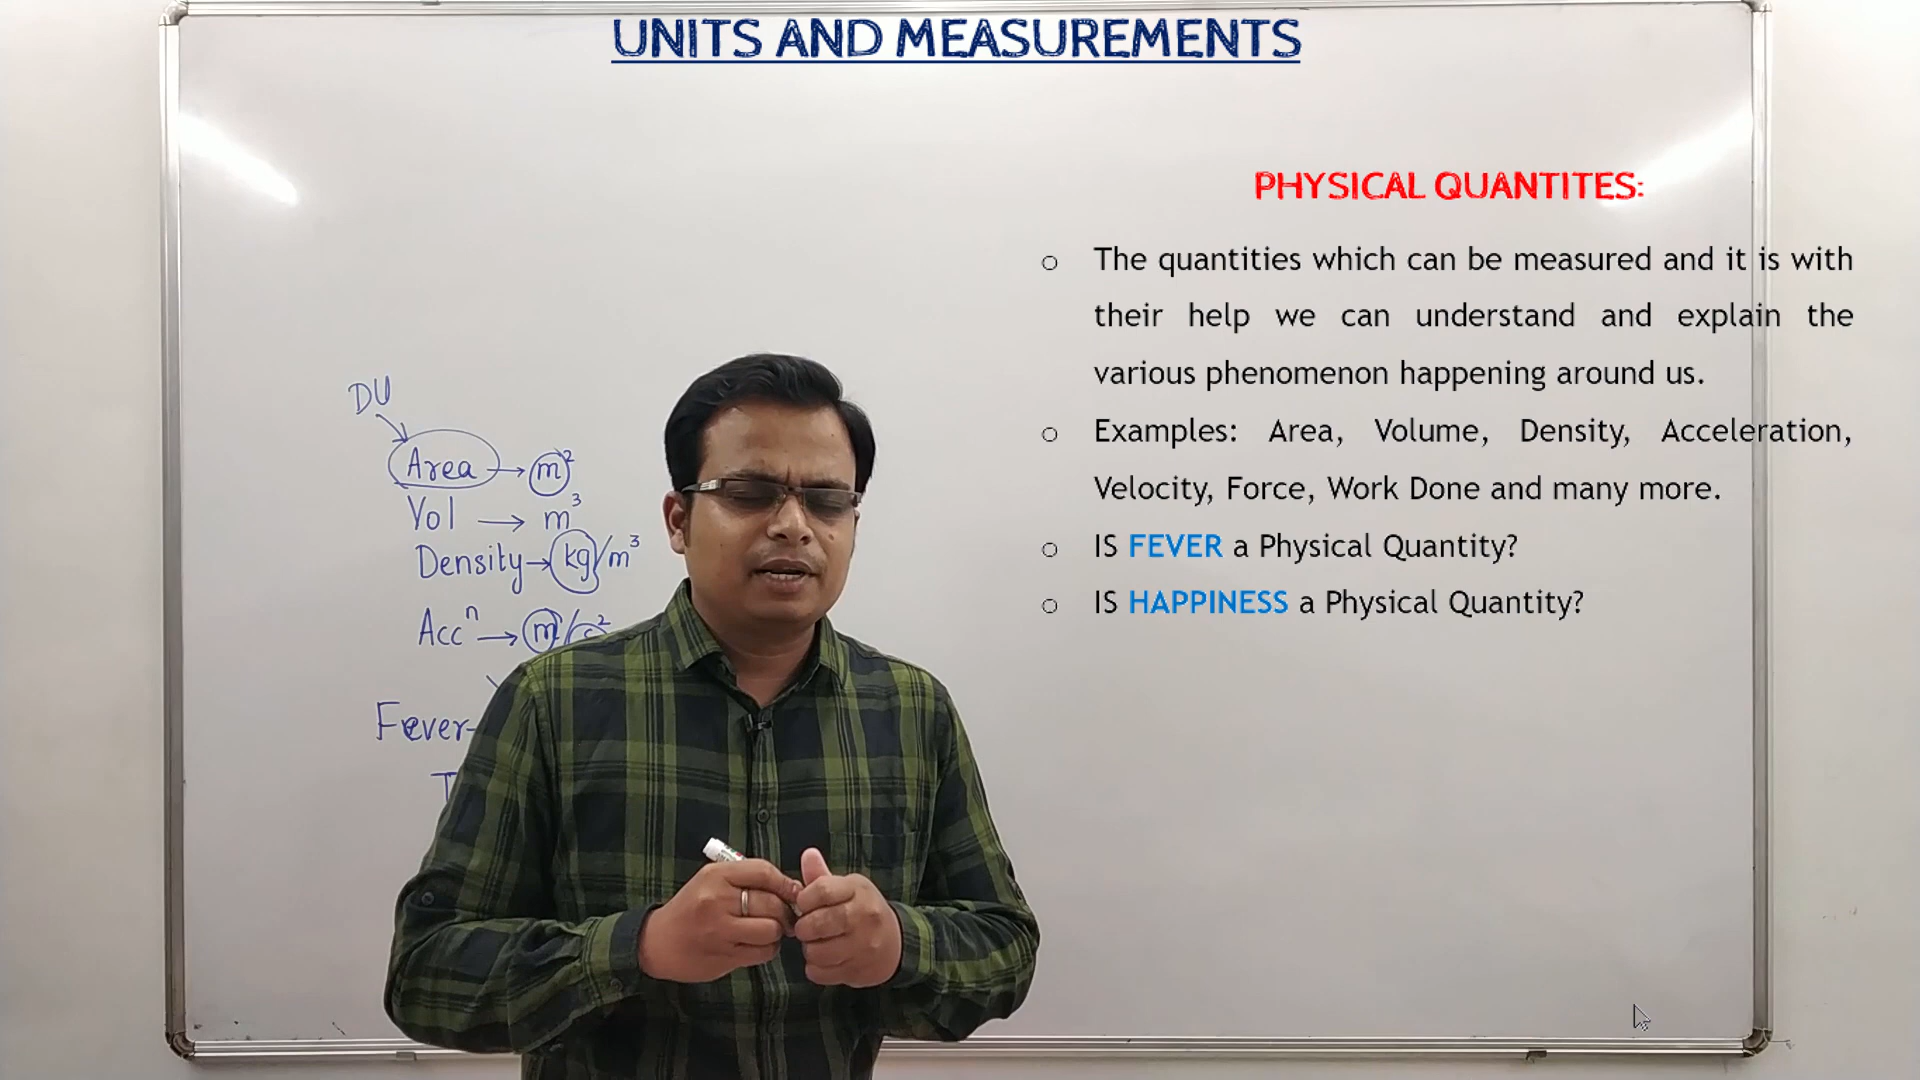 UNITS AND MEASUREMENTS
PHYSICAL QUANTITES:
○ The quantities which can be measured and it is with
their help we can understand and explain the
various phenomenon happening around us.
○ Examples: Area, Volume, Density, Acceleration,
Velocity, Force, Work Done and many more.
○ IS FEVER a Physical Quantity?
○ IS HAPPINESS a Physical Quantity?
DU
Area → m²
Vol → m³
Density → kg/m³
Accⁿ → m/s²
Fever-
T